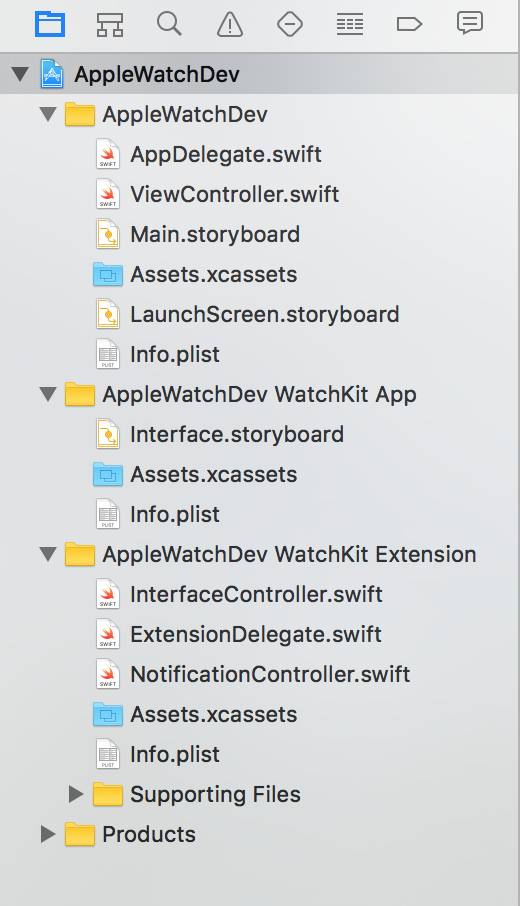 AppleWatchDev
AppleWatchDev
AppDelegate.swift
ViewController.swift
Main.storyboard
Assets.xcassets
LaunchScreen.storyboard
Info.plist
AppleWatchDev WatchKit App
Interface.storyboard
Assets.xcassets
Info.plist
AppleWatchDev WatchKit Extension
InterfaceController.swift
ExtensionDelegate.swift
NotificationController.swift
Assets.xcassets
Info.plist
Supporting Files
Products